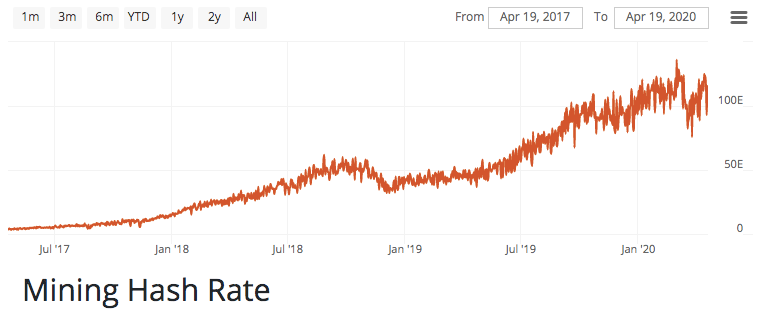 1m 3m 6m YTD 1y 2y All From Apr 19, 2017 To Apr 19, 2020
100E
50E
0
Jul '17 Jan '18 Jul '18 Jan '19 Jul '19 Jan '20
Mining Hash Rate